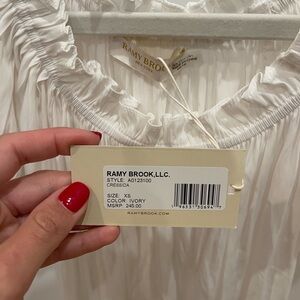 RAMY BROOK
RAMY BROOK,LLC.
STYLE: A0123100
CRESSIDA
SIZE: XS
COLOR: IVORY
MSRP 245.00
RAMYBROOK.COM